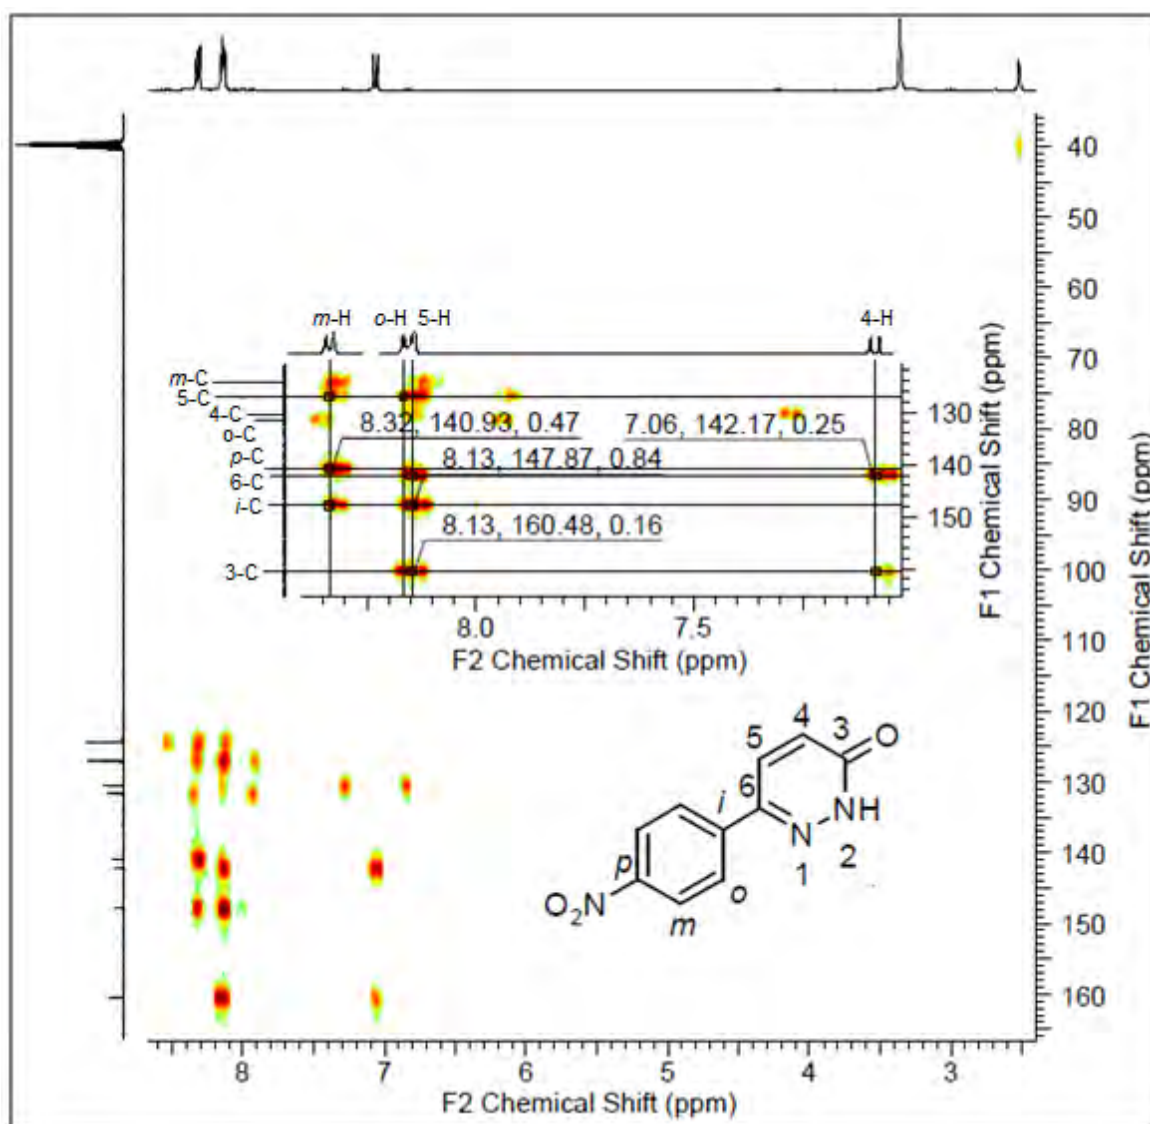 40
50
60
70
80
90
100
110
120
130
140
150
160
F1 Chemical Shift (ppm)
m-H o-H 5-H 4-H
m-C
5-C
4-C
o-C
p-C
6-C
i-C
3-C
8.32, 140.93, 0.47
7.06, 142.17, 0.25
8.13, 147.87, 0.84
8.13, 160.48, 0.16
130
140
150
F1 Chemical Shift (ppm)
8.0 7.5
F2 Chemical Shift (ppm)
4
5
3
O
6
i
NH
N
2
1
p
o
O2N
m
8 7 6 5 4 3
F2 Chemical Shift (ppm)